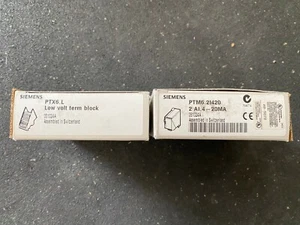 SIEMENS
PTX6.L
Low volt term block
Assembled in Switzerland
SIEMENS
PTM6.2I420
2 AI 4-20MA
Assembled in Switzerland